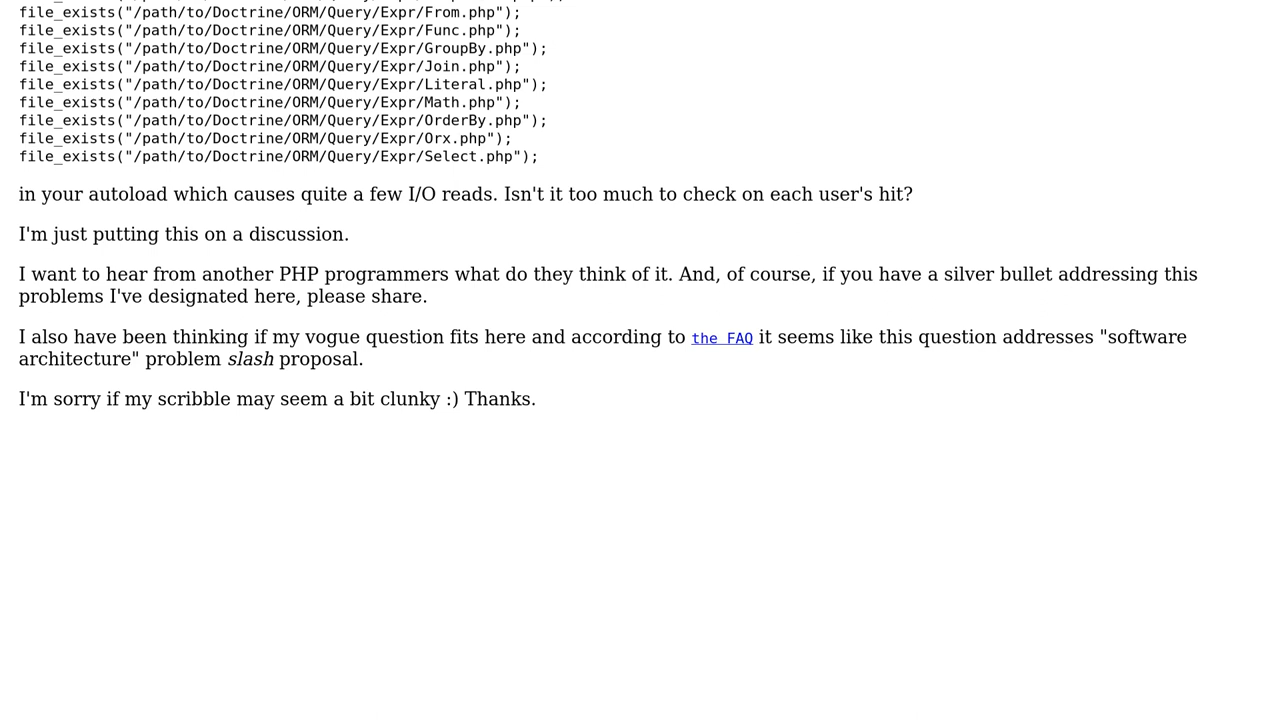 file_exists("/path/to/Doctrine/ORM/Query/Expr/From.php");
file_exists("/path/to/Doctrine/ORM/Query/Expr/Func.php");
file_exists("/path/to/Doctrine/ORM/Query/Expr/GroupBy.php");
file_exists("/path/to/Doctrine/ORM/Query/Expr/Join.php");
file_exists("/path/to/Doctrine/ORM/Query/Expr/Literal.php");
file_exists("/path/to/Doctrine/ORM/Query/Expr/Math.php");
file_exists("/path/to/Doctrine/ORM/Query/Expr/OrderBy.php");
file_exists("/path/to/Doctrine/ORM/Query/Expr/Orx.php");
file_exists("/path/to/Doctrine/ORM/Query/Expr/Select.php");
in your autoload which causes quite a few I/O reads. Isn't it too much to check on each user's hit?
I'm just putting this on a discussion.
I want to hear from another PHP programmers what do they think of it. And, of course, if you have a silver bullet addressing this
problems I've designated here, please share.
I also have been thinking if my vogue question fits here and according to the FAQ it seems like this question addresses "software
architecture" problem slash proposal.
I'm sorry if my scribble may seem a bit clunky :) Thanks.